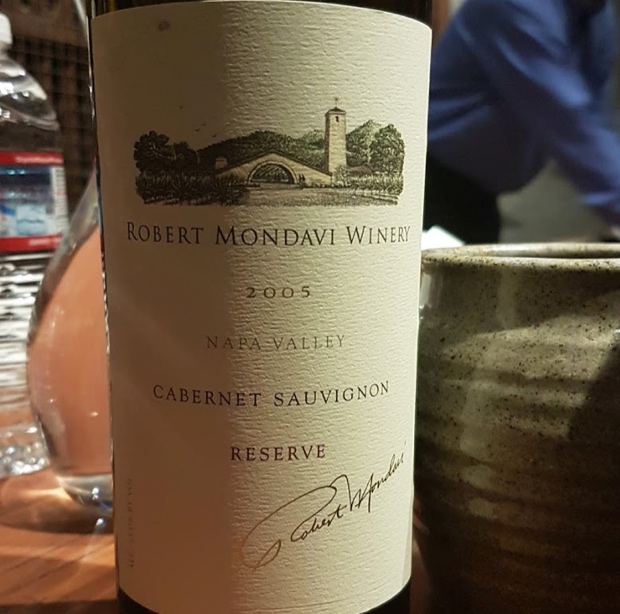 ROBERT MONDAVI WINERY
2005
NAPA VALLEY
CABERNET SAUVIGNON
RESERVE
Robert Mondavi